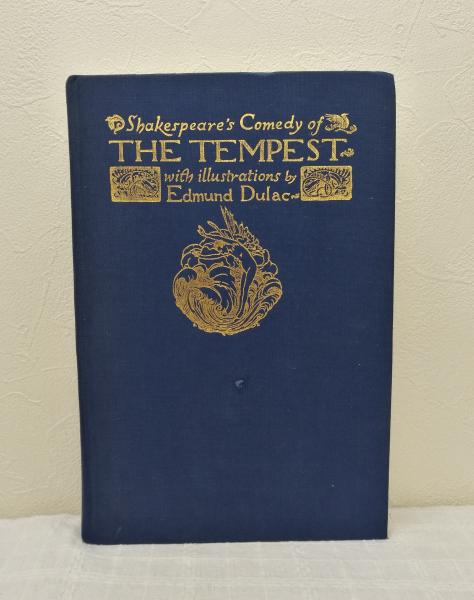 Shakespeare's Comedy of
THE TEMPEST
with illustrations by
Edmund Dulac